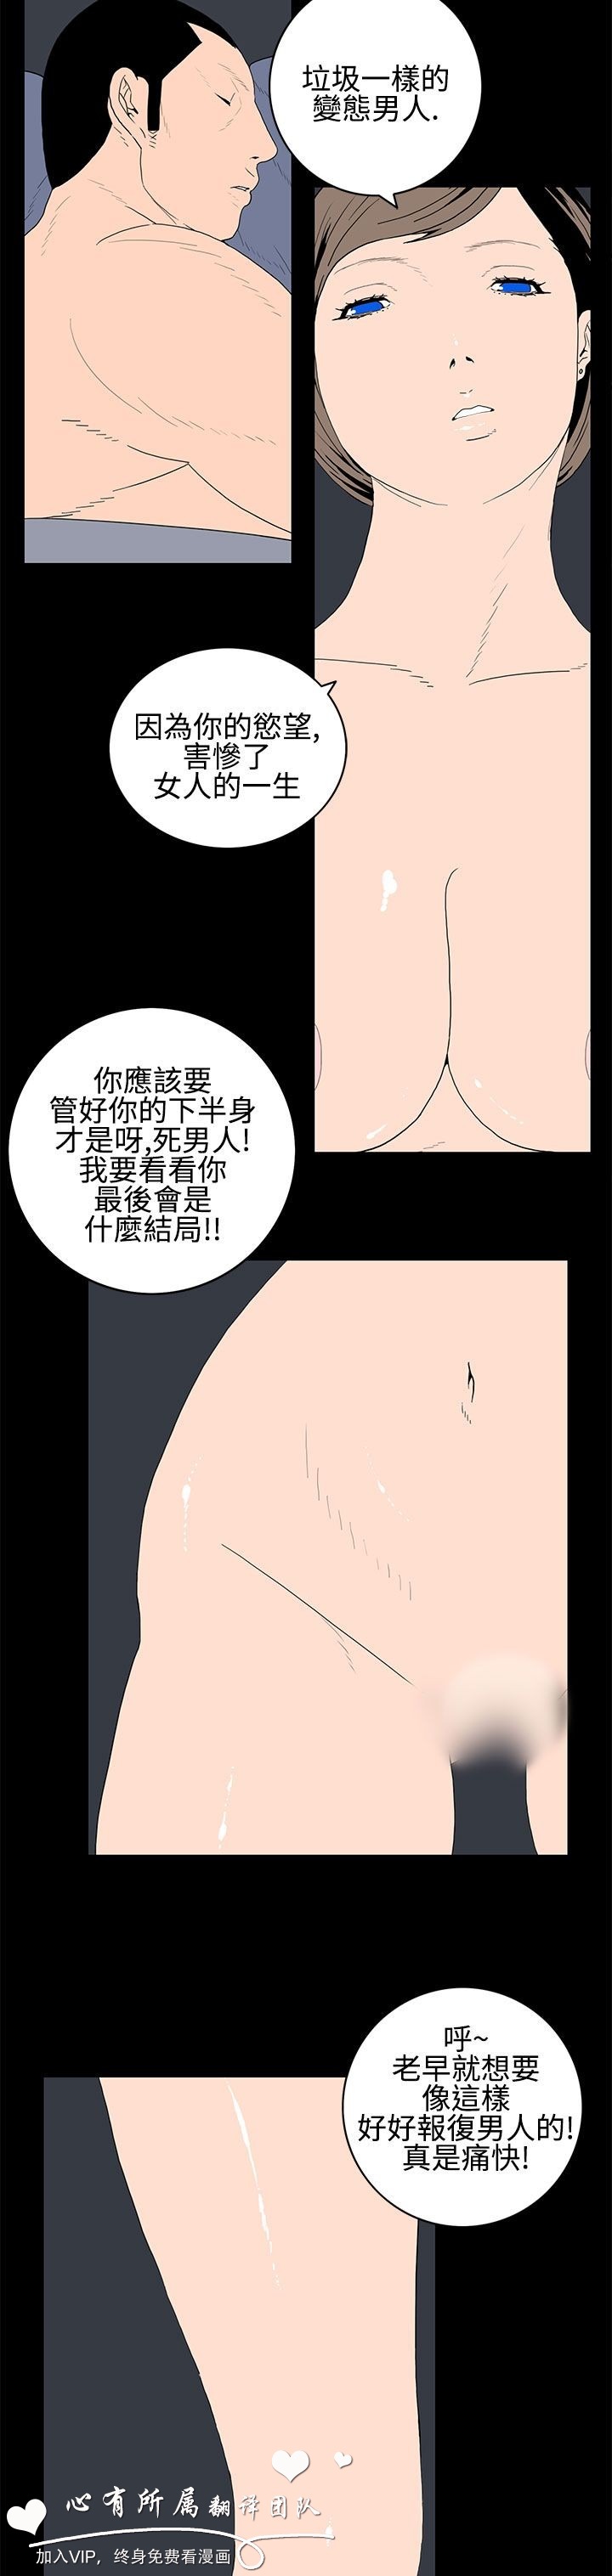 垃圾一樣的
變態男人.
因為你的慾望,
害慘了
女人的一生
你應該要
管好你的下半身
才是呀,死男人!
我要看看你
最後會是
什麼結局!!
呼~
老早就想要
像這樣
好好報復男人的!
真是痛快!
心有所属翻译团队
加入VIP，终身免费看漫画